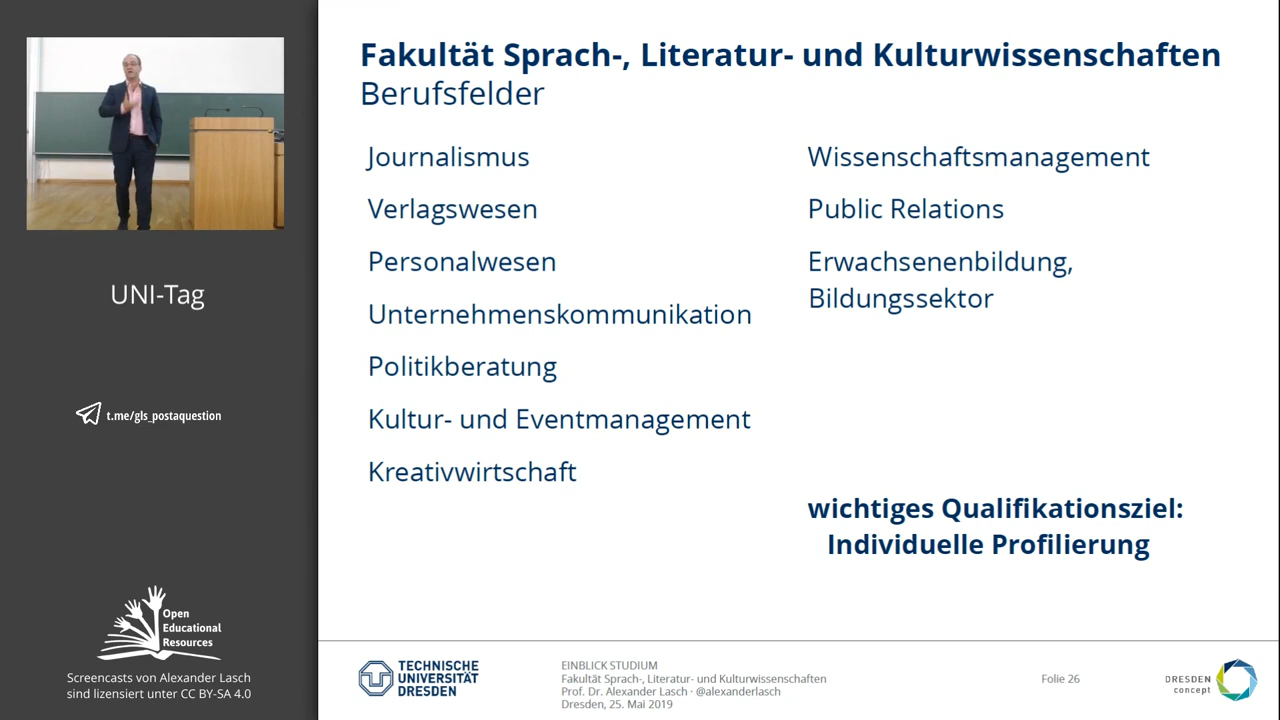 Fakultät Sprach-, Literatur- und Kulturwissenschaften
Berufsfelder
Journalismus
Verlagswesen
Personalwesen
Unternehmenskommunikation
Politikberatung
Kultur- und Eventmanagement
Kreativwirtschaft
Wissenschaftsmanagement
Public Relations
Erwachsenenbildung,
Bildungssektor
wichtiges Qualifikationsziel:
Individuelle Profilierung
UNI-Tag
t.me/gls_postaquestion
Open
Educational
Resources
Screencasts von Alexander Lasch
sind lizensiert unter CC BY-SA 4.0
TECHNISCHE
UNIVERSITÄT
DRESDEN
EINBLICK STUDIUM
Fakultät Sprach-, Literatur- und Kulturwissenschaften
Prof. Dr. Alexander Lasch · @alexanderlasch
Dresden, 25. Mai 2019
Folie 26
DRESDEN
concept